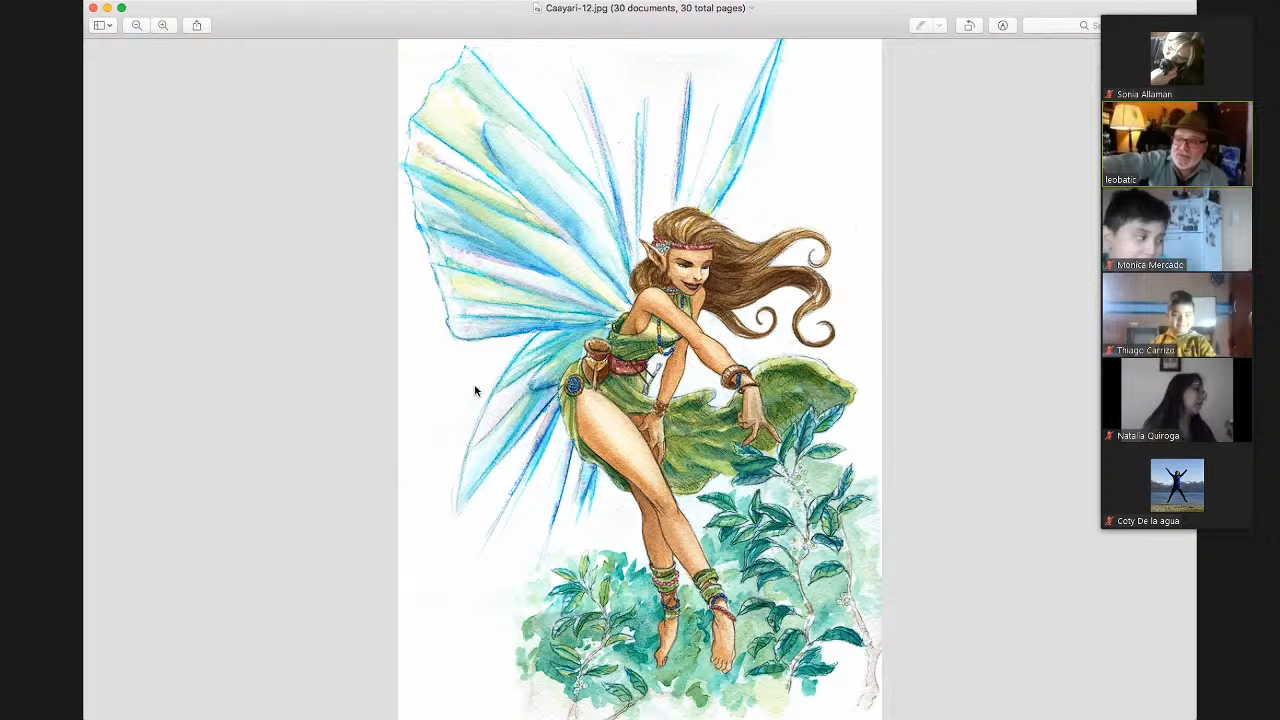 Caayari-12.jpg (30 documents, 30 total pages)
Sonia Allaman
leobatic
Monica Mercado
Thiago Carrizo
Natalia Quiroga
Coty De la agua